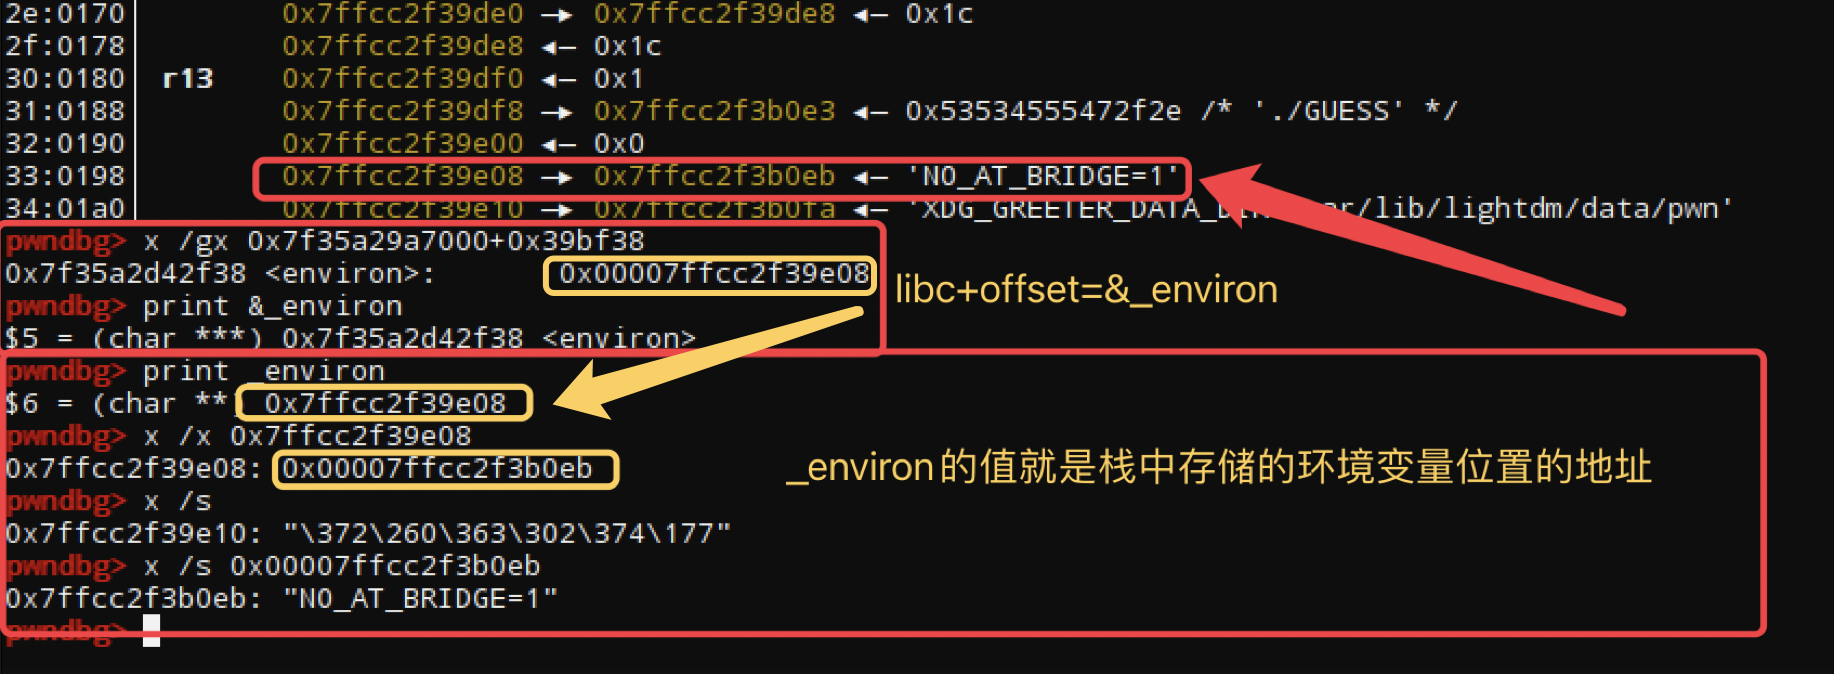 2e:0170 0x7ffcc2f39de0 —▸ 0x7ffcc2f39de8 ◂— 0x1c
2f:0178 0x7ffcc2f39de8 ◂— 0x1c
30:0180 r13 0x7ffcc2f39df0 ◂— 0x1
31:0188 0x7ffcc2f39df8 —▸ 0x7ffcc2f3b0e3 ◂— 0x53534555472f2e /* './GUESS' */
32:0190 0x7ffcc2f39e00 ◂— 0x0
33:0198 0x7ffcc2f39e08 —▸ 0x7ffcc2f3b0eb ◂— 'NO_AT_BRIDGE=1'
34:01a0 0x7ffcc2f39e10 —▸ 0x7ffcc2f3b0fa ◂— 'XDG_GREETER_DATA_D ar/lib/lightdm/data/pwn'
pwndbg> x /gx 0x7f35a29a7000+0x39bf38
0x7f35a2d42f38 <environ>: 0x00007ffcc2f39e08
libc+offset=&_environ
pwndbg> print &_environ
$5 = (char ***) 0x7f35a2d42f38 <environ>
pwndbg> print _environ
$6 = (char **) 0x7ffcc2f39e08
pwndbg> x /x 0x7ffcc2f39e08
0x7ffcc2f39e08: 0x00007ffcc2f3b0eb
_environ的值就是栈中存储的环境变量位置的地址
pwndbg> x /s
0x7ffcc2f39e10: "\372\260\363\302\374\177"
pwndbg> x /s 0x00007ffcc2f3b0eb
0x7ffcc2f3b0eb: "NO_AT_BRIDGE=1"
pwndbg>